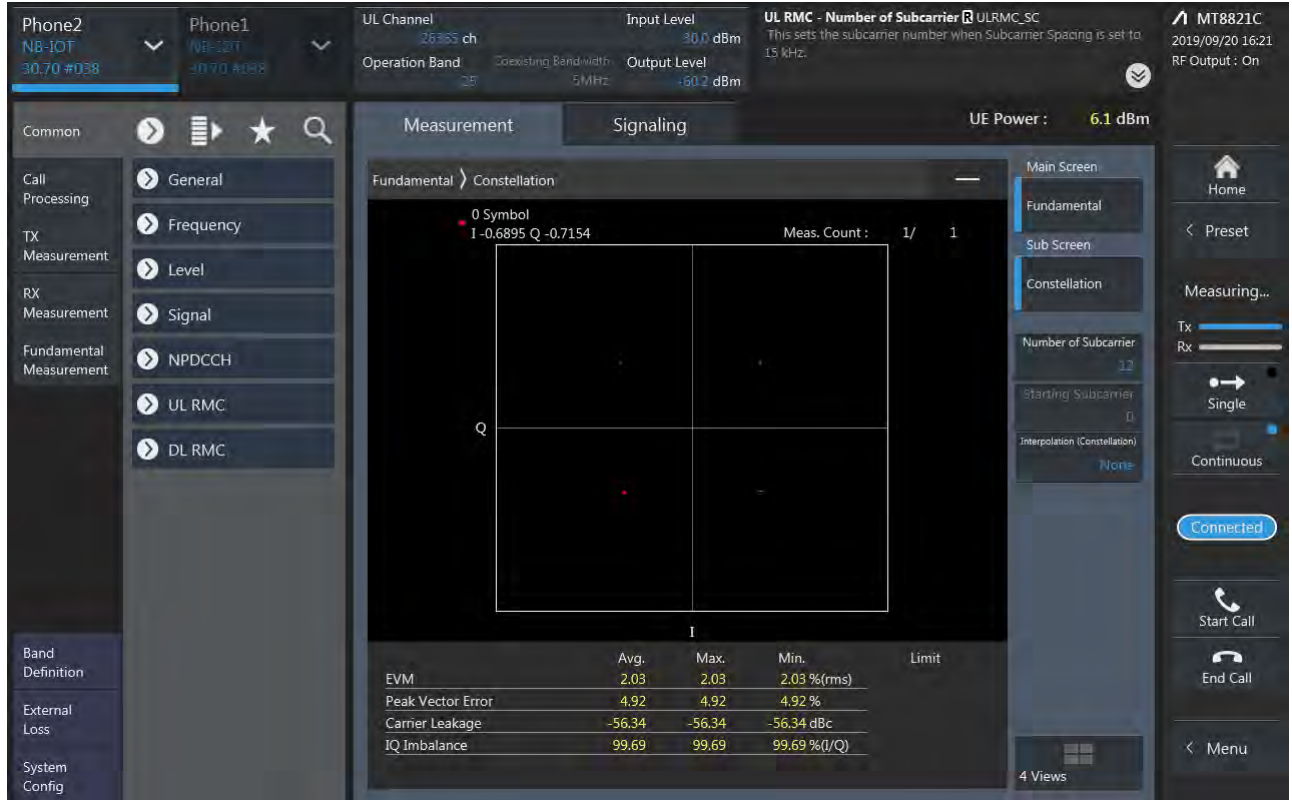 Phone2
NB-IOT
30.70 #038
Phone1
NB-IOT
30.70 #038
UL Channel
26365 ch
Operation Band
25
Coexisting Bandwidth
5MHz
Input Level
30.0 dBm
Output Level
-60.2 dBm
UL RMC - Number of Subcarrier R ULRMC_SC
This sets the subcarrier number when Subcarrier Spacing is set to
15 kHz.
MT8821C
2019/09/20 16:21
RF Output : On
Common
Call
Processing
TX
Measurement
RX
Measurement
Fundamental
Measurement
Band
Definition
External
Loss
System
Config
General
Frequency
Level
Signal
NPDCCH
UL RMC
DL RMC
Measurement
Signaling
UE Power : 6.1 dBm
Fundamental 〉 Constellation
0 Symbol
I -0.6895 Q -0.7154
Meas. Count : 1/ 1
Q
I
Avg. Max. Min. Limit
EVM 2.03 2.03 2.03 %(rms)
Peak Vector Error 4.92 4.92 4.92 %
Carrier Leakage -56.34 -56.34 -56.34 dBc
IQ Imbalance 99.69 99.69 99.69 %(I/Q)
Main Screen
Fundamental
Sub Screen
Constellation
Number of Subcarrier
12
Starting Subcarrier
0
Interpolation (Constellation)
None
4 Views
Home
< Preset
Measuring...
Tx
Rx
Single
Continuous
Connected
Start Call
End Call
< Menu